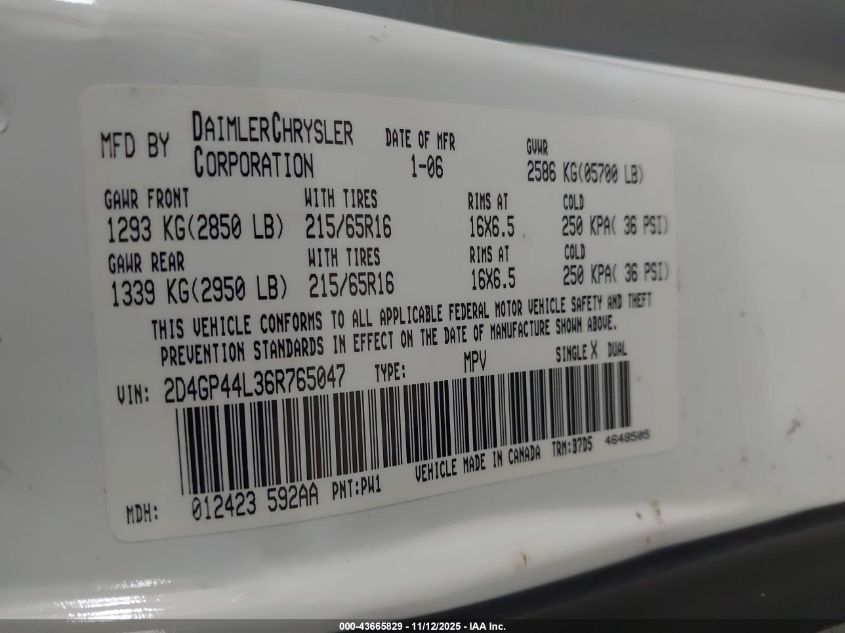 MFD BY DAIMLERCHRYSLER CORPORATION DATE OF MFR 1-06 GVWR 2586 KG(05700 LB)
GAWR FRONT WITH TIRES RIMS AT COLD
1293 KG(2850 LB) 215/65R16 16X6.5 250 KPA( 36 PSI)
GAWR REAR WITH TIRES RIMS AT COLD
1339 KG(2950 LB) 215/65R16 16X6.5 250 KPA( 36 PSI)
THIS VEHICLE CONFORMS TO ALL APPLICABLE FEDERAL MOTOR VEHICLE SAFETY AND THEFT
PREVENTION STANDARDS IN EFFECT ON THE DATE OF MANUFACTURE SHOWN ABOVE.
VIN: 2D4GP44L36R765047 TYPE: MPV SINGLE X DUAL
MDH: 012423 592AA PNT:PW1 VEHICLE MADE IN CANADA TRM:B7D5 4648505
000-43665829 - 11/12/2025 - IAA Inc.